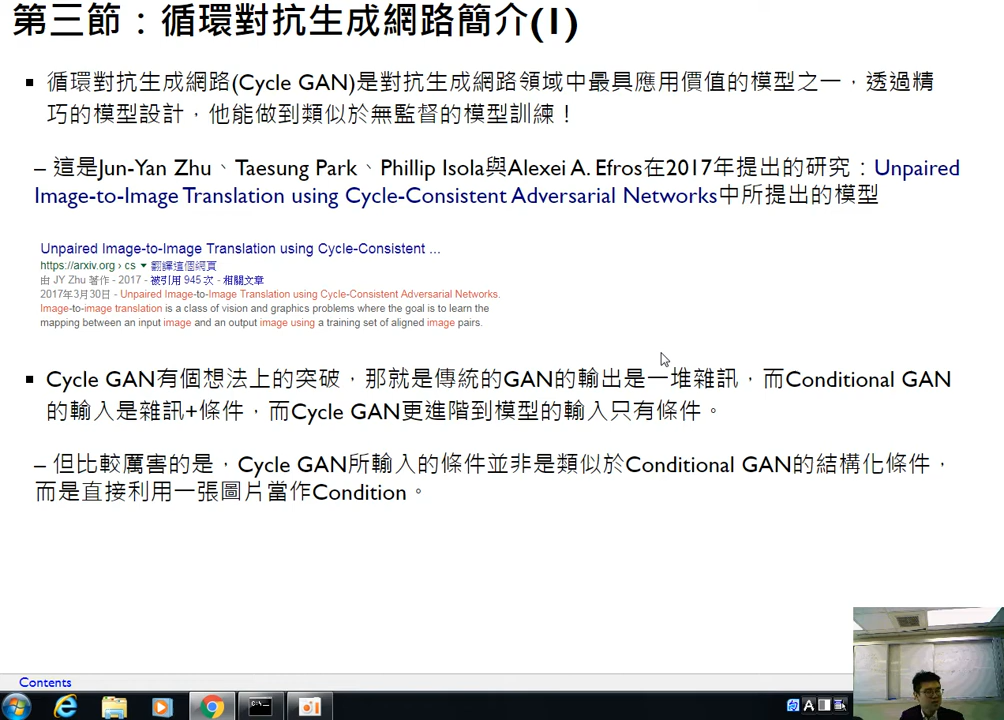 第三節：循環對抗生成網路簡介(1)
▪ 循環對抗生成網路(Cycle GAN)是對抗生成網路領域中最具應用價值的模型之一，透過精
巧的模型設計，他能做到類似於無監督的模型訓練！
– 這是Jun-Yan Zhu、Taesung Park、Phillip Isola與Alexei A. Efros在2017年提出的研究：Unpaired
Image-to-Image Translation using Cycle-Consistent Adversarial Networks中所提出的模型
Unpaired Image-to-Image Translation using Cycle-Consistent ...
https://arxiv.org › cs ▼ 翻譯這個網頁
由 JY Zhu 著作 - 2017 - 被引用 945 次 - 相關文章
2017年3月30日 - Unpaired Image-to-Image Translation using Cycle-Consistent Adversarial Networks.
Image-to-image translation is a class of vision and graphics problems where the goal is to learn the
mapping between an input image and an output image using a training set of aligned image pairs.
▪ Cycle GAN有個想法上的突破，那就是傳統的GAN的輸出是一堆雜訊，而Conditional GAN
的輸入是雜訊+條件，而Cycle GAN更進階到模型的輸入只有條件。
– 但比較厲害的是，Cycle GAN所輸入的條件並非是類似於Conditional GAN的結構化條件，
而是直接利用一張圖片當作Condition。
Contents
A